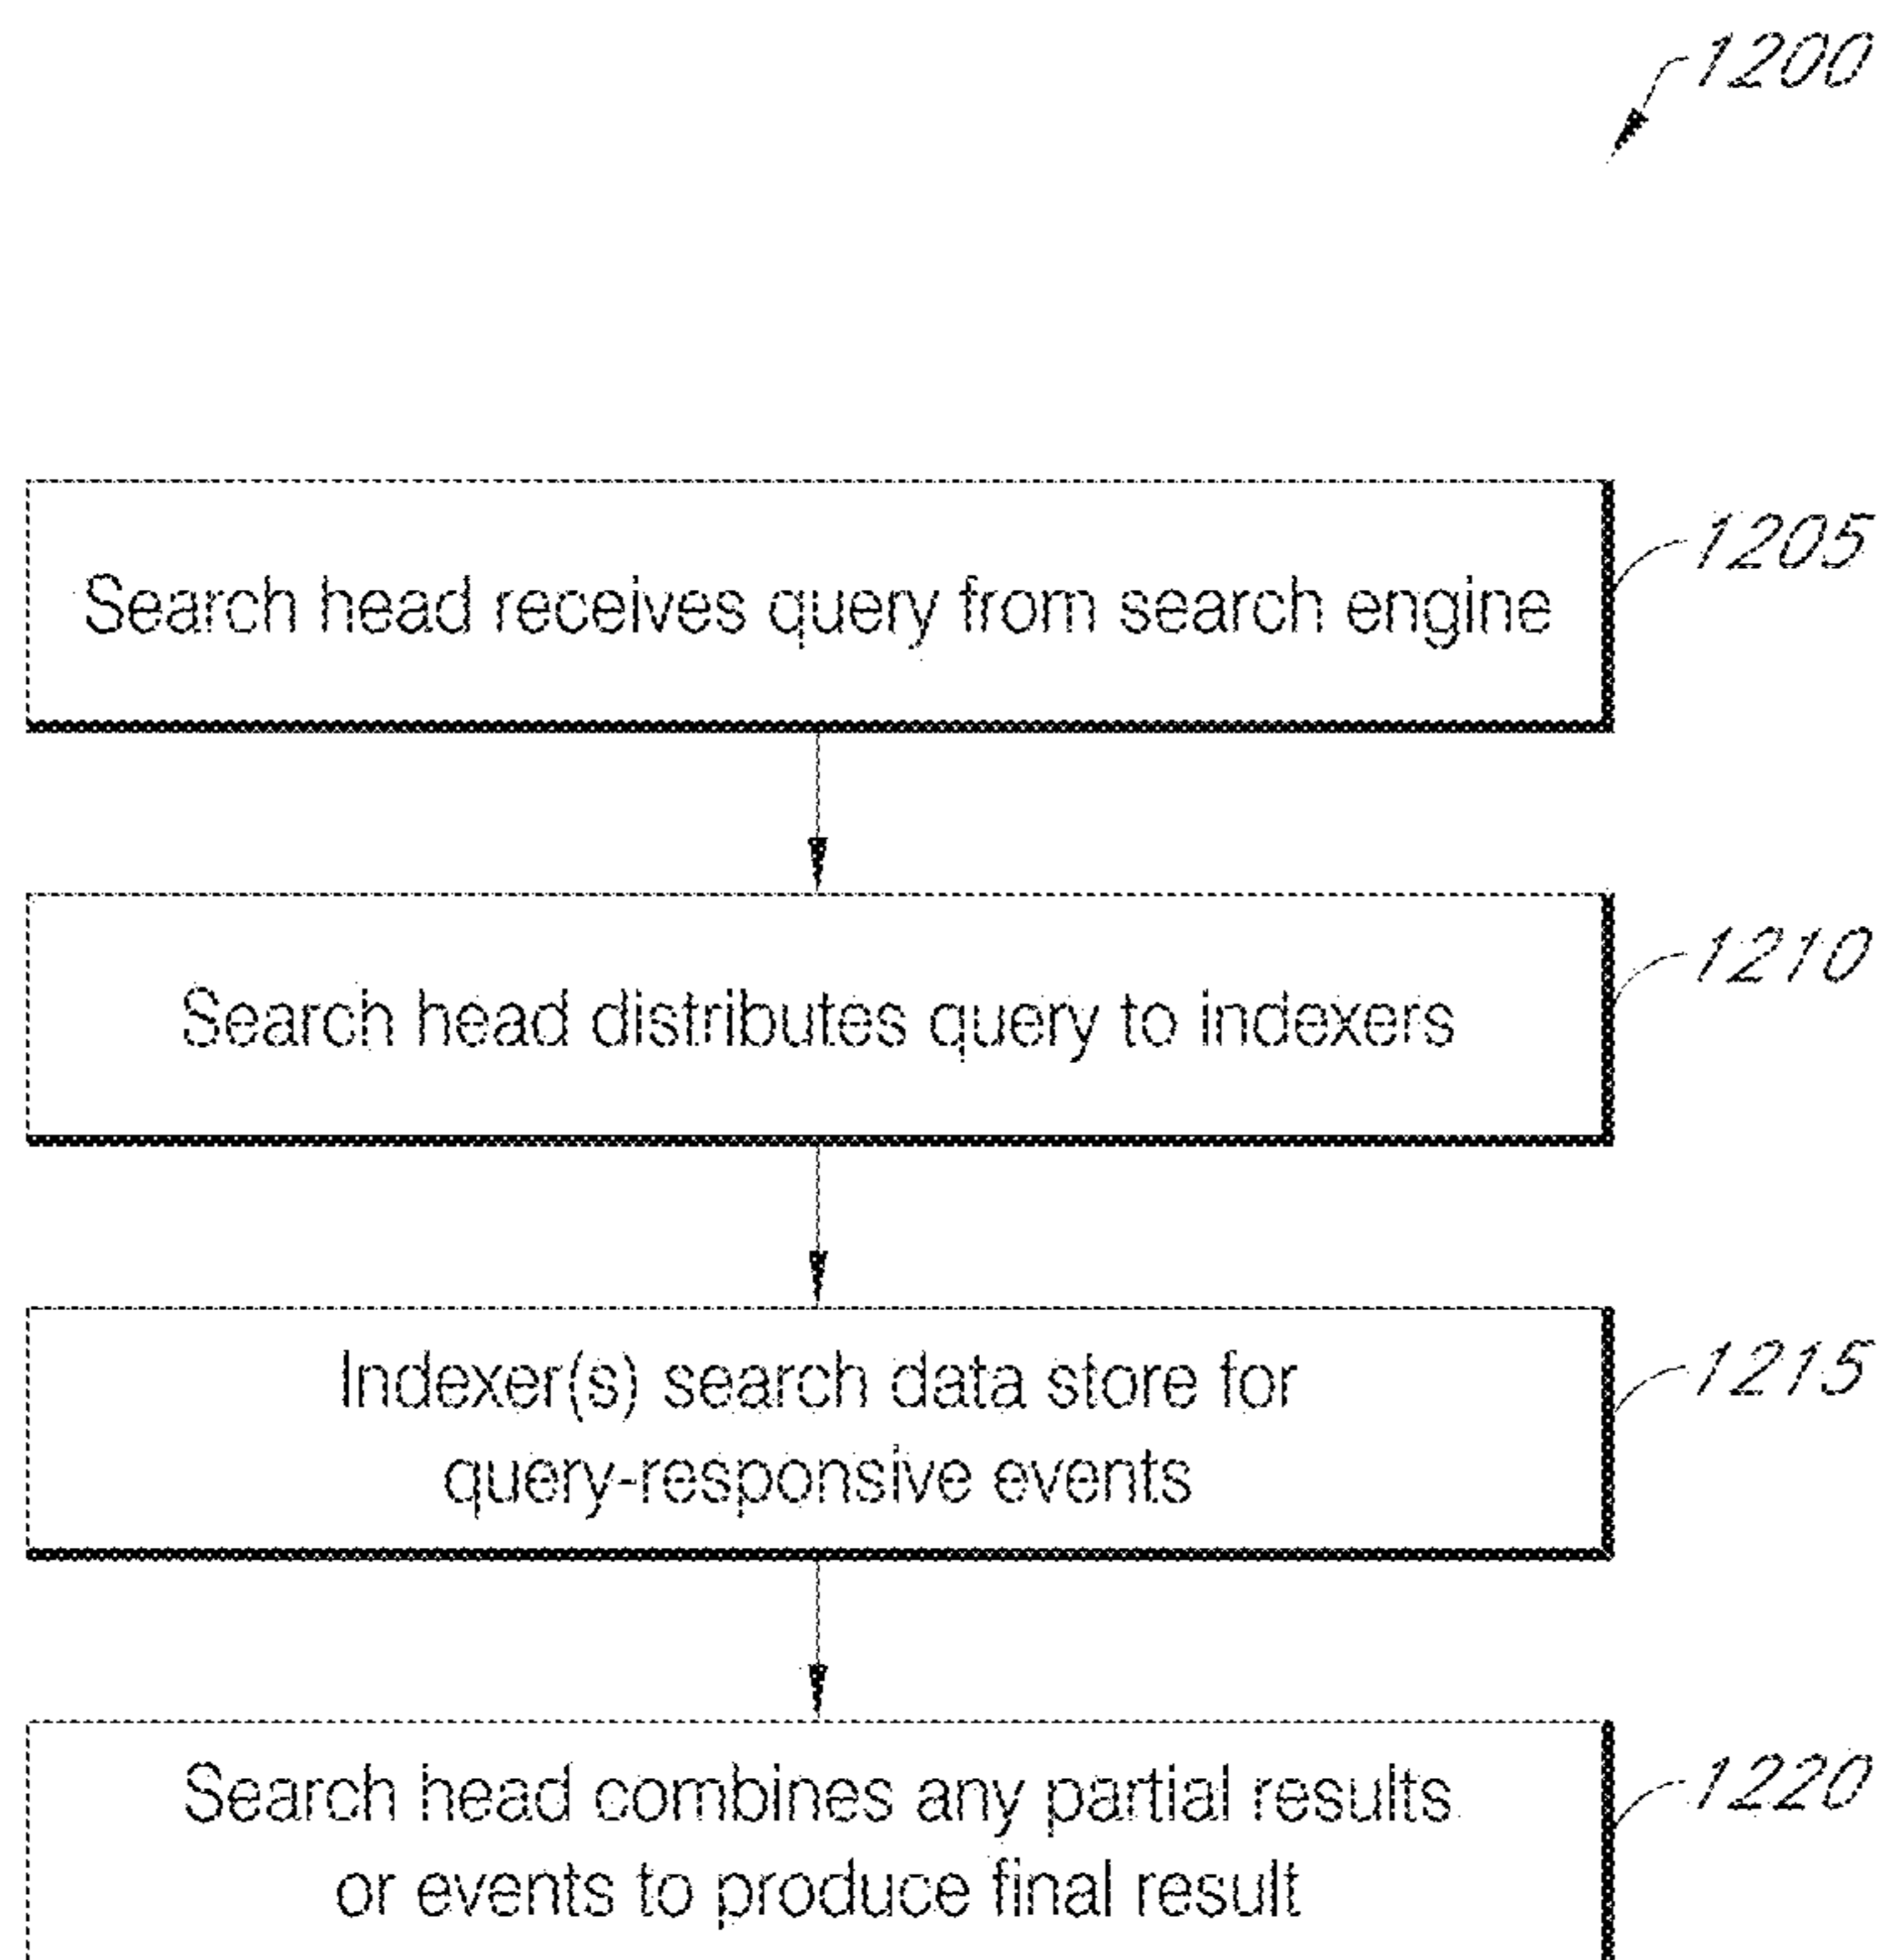 1200
Search head receives query from search engine
1205
Search head distributes query to indexers
1210
Indexer(s) search data store for
query-responsive events
1215
Search head combines any partial results
or events to produce final result
1220